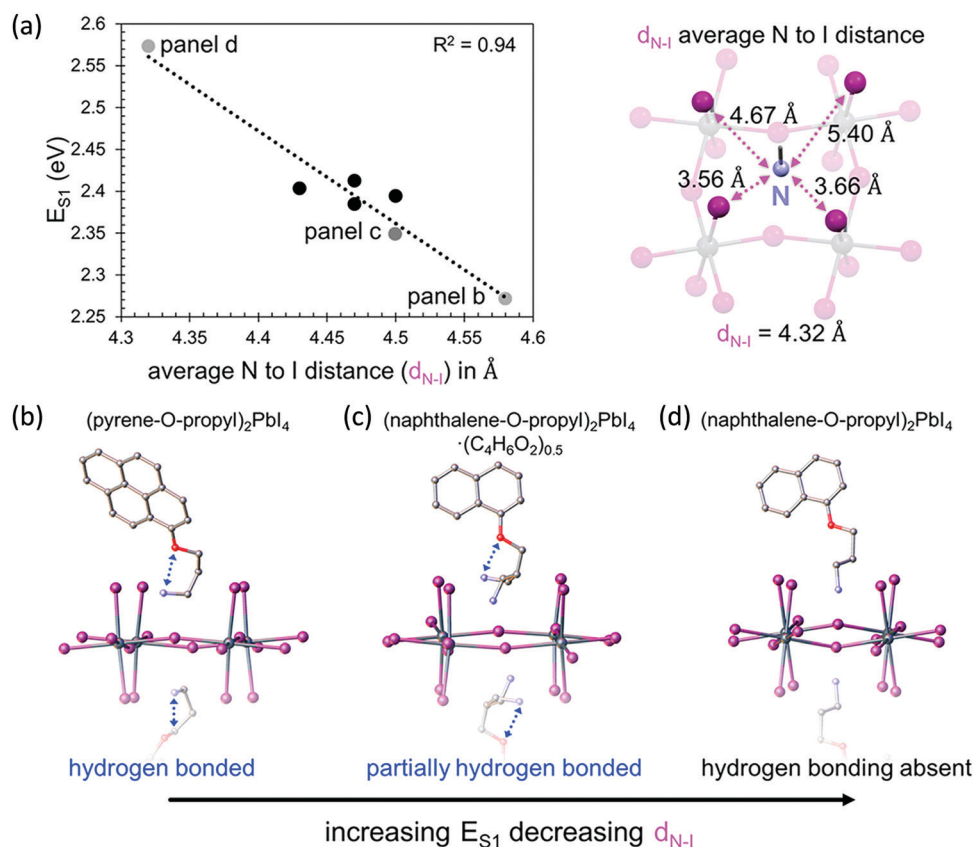 (a)
panel d
R² = 0.94
2.6
2.55
2.5
2.45
2.4
2.35
2.3
2.25
E_S1 (eV)
panel c
panel b
4.3
4.4
4.4
4.5
4.5
4.6
4.6
average N to I distance (d_N-I) in Å
d_N-I average N to I distance
4.67 Å
5.40 Å
3.56 Å
3.66 Å
N
d_N-I = 4.32 Å
(b)
(pyrene-O-propyl)₂PbI₄
(c)
(naphthalene-O-propyl)₂PbI₄
·(C₄H₆O₂)₀.₅
(d)
(naphthalene-O-propyl)₂PbI₄
hydrogen bonded
partially hydrogen bonded
hydrogen bonding absent
increasing E_S1 decreasing d_N-I